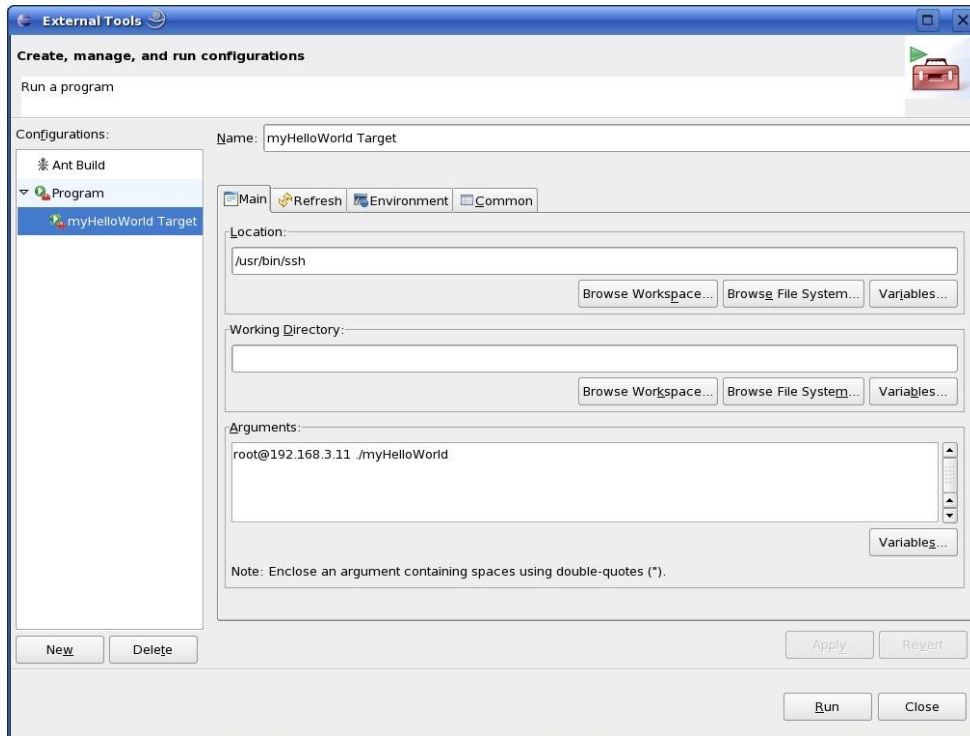 External Tools
Create, manage, and run configurations
Run a program
Configurations:
Ant Build
Program
myHelloWorld Target
New
Delete
Name: myHelloWorld Target
Main Refresh Environment Common
Location:
/usr/bin/ssh
Browse Workspace... Browse File System... Variables...
Working Directory:
Browse Workspace... Browse File System... Variables...
Arguments:
root@192.168.3.11 ./myHelloWorld
Variables...
Note: Enclose an argument containing spaces using double-quotes (").
Apply Revert
Run Close